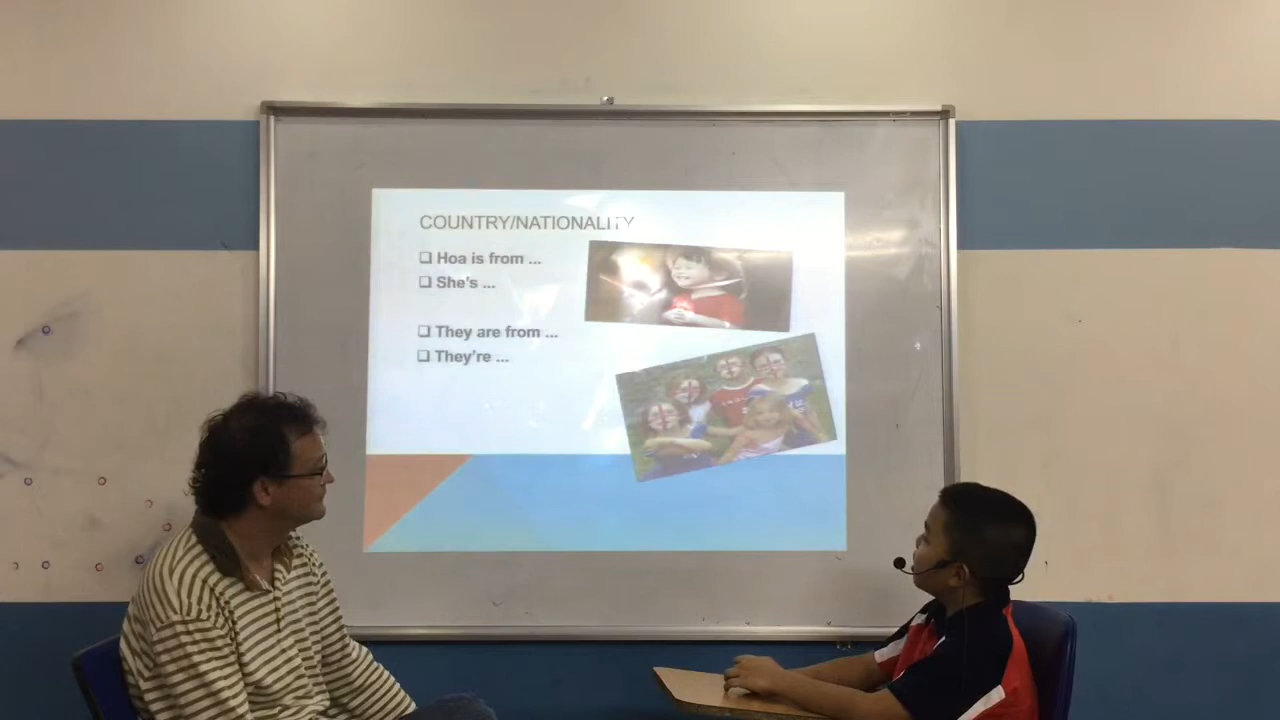 COUNTRY/NATIONALITY
❑ Hoa is from ...
❑ She's ...
❑ They are from ...
❑ They're ...